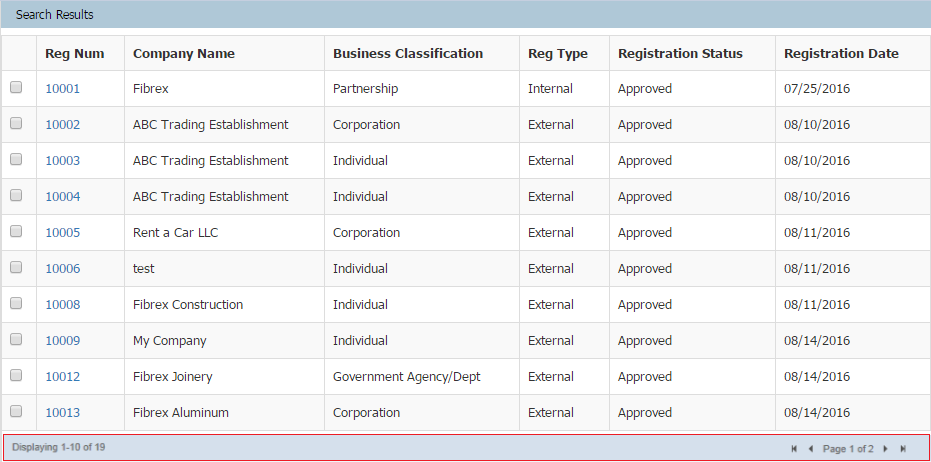 Search Results
Reg Num Company Name Business Classification Reg Type Registration Status Registration Date
10001 Fibrex Partnership Internal Approved 07/25/2016
10002 ABC Trading Establishment Corporation External Approved 08/10/2016
10003 ABC Trading Establishment Individual External Approved 08/10/2016
10004 ABC Trading Establishment Individual External Approved 08/10/2016
10005 Rent a Car LLC Corporation External Approved 08/11/2016
10006 test Individual External Approved 08/11/2016
10008 Fibrex Construction Individual External Approved 08/11/2016
10009 My Company Individual External Approved 08/14/2016
10012 Fibrex Joinery Government Agency/Dept External Approved 08/14/2016
10013 Fibrex Aluminum Corporation External Approved 08/14/2016
Displaying 1-10 of 19 Page 1 of 2